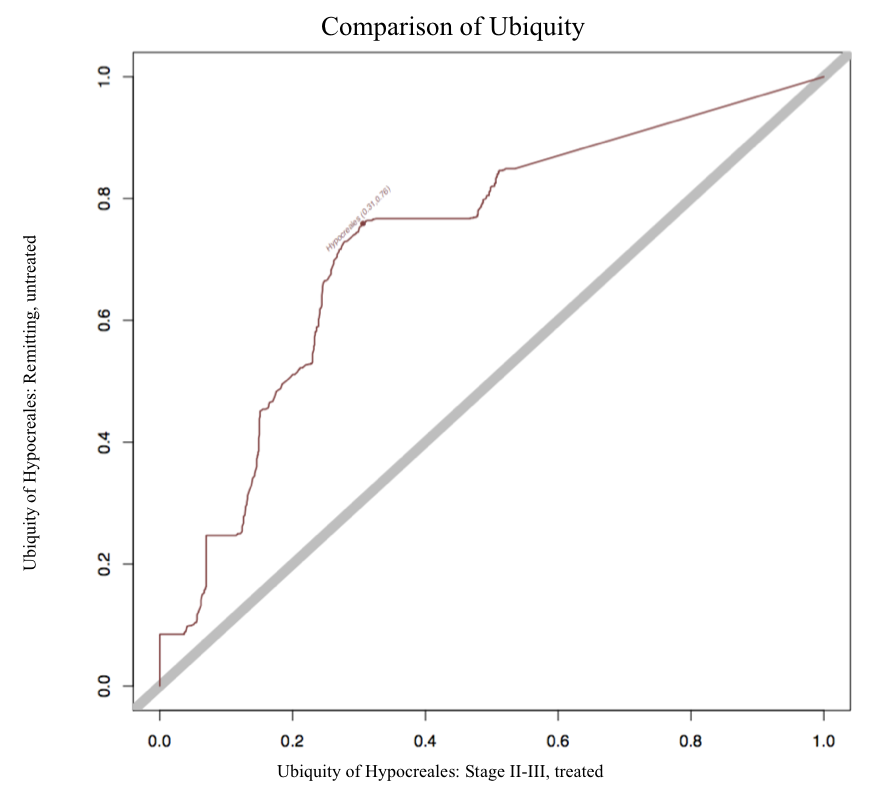 Comparison of Ubiquity
Ubiquity of Hypocreales: Remitting, untreated
1.0
0.8
0.6
0.4
0.2
0.0
Hypocreales (0.31,0.76)
0.0 0.2 0.4 0.6 0.8 1.0
Ubiquity of Hypocreales: Stage II-III, treated